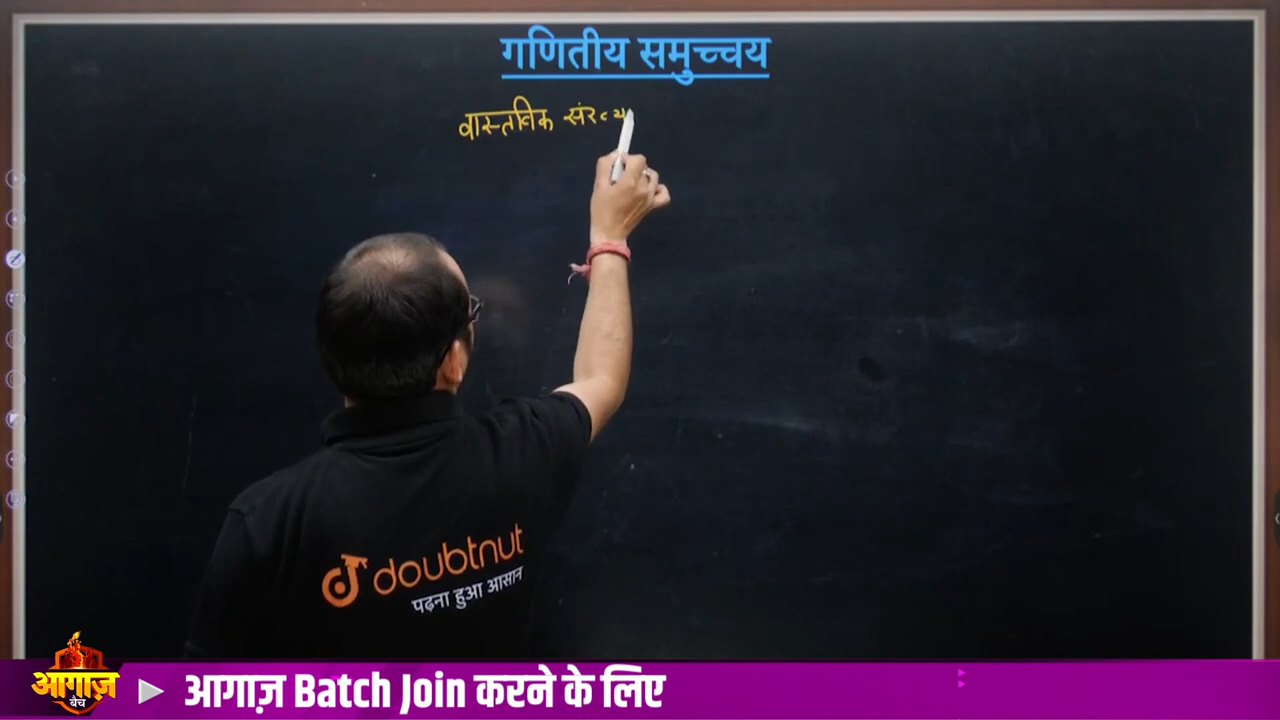 गणितीय समुच्चय
वास्तविक संख्य
doubtnut
पढ़ना हुआ आसान
आगाज़
बैच
आगाज़ Batch Join करने के लिए